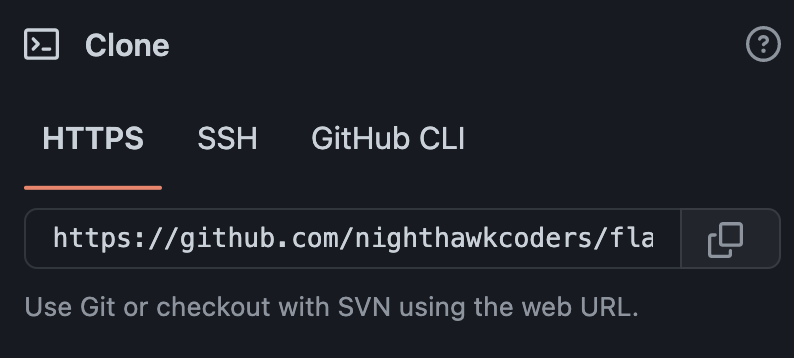 Clone
HTTPS SSH GitHub CLI
https://github.com/nighthawkcoders/fla
Use Git or checkout with SVN using the web URL.